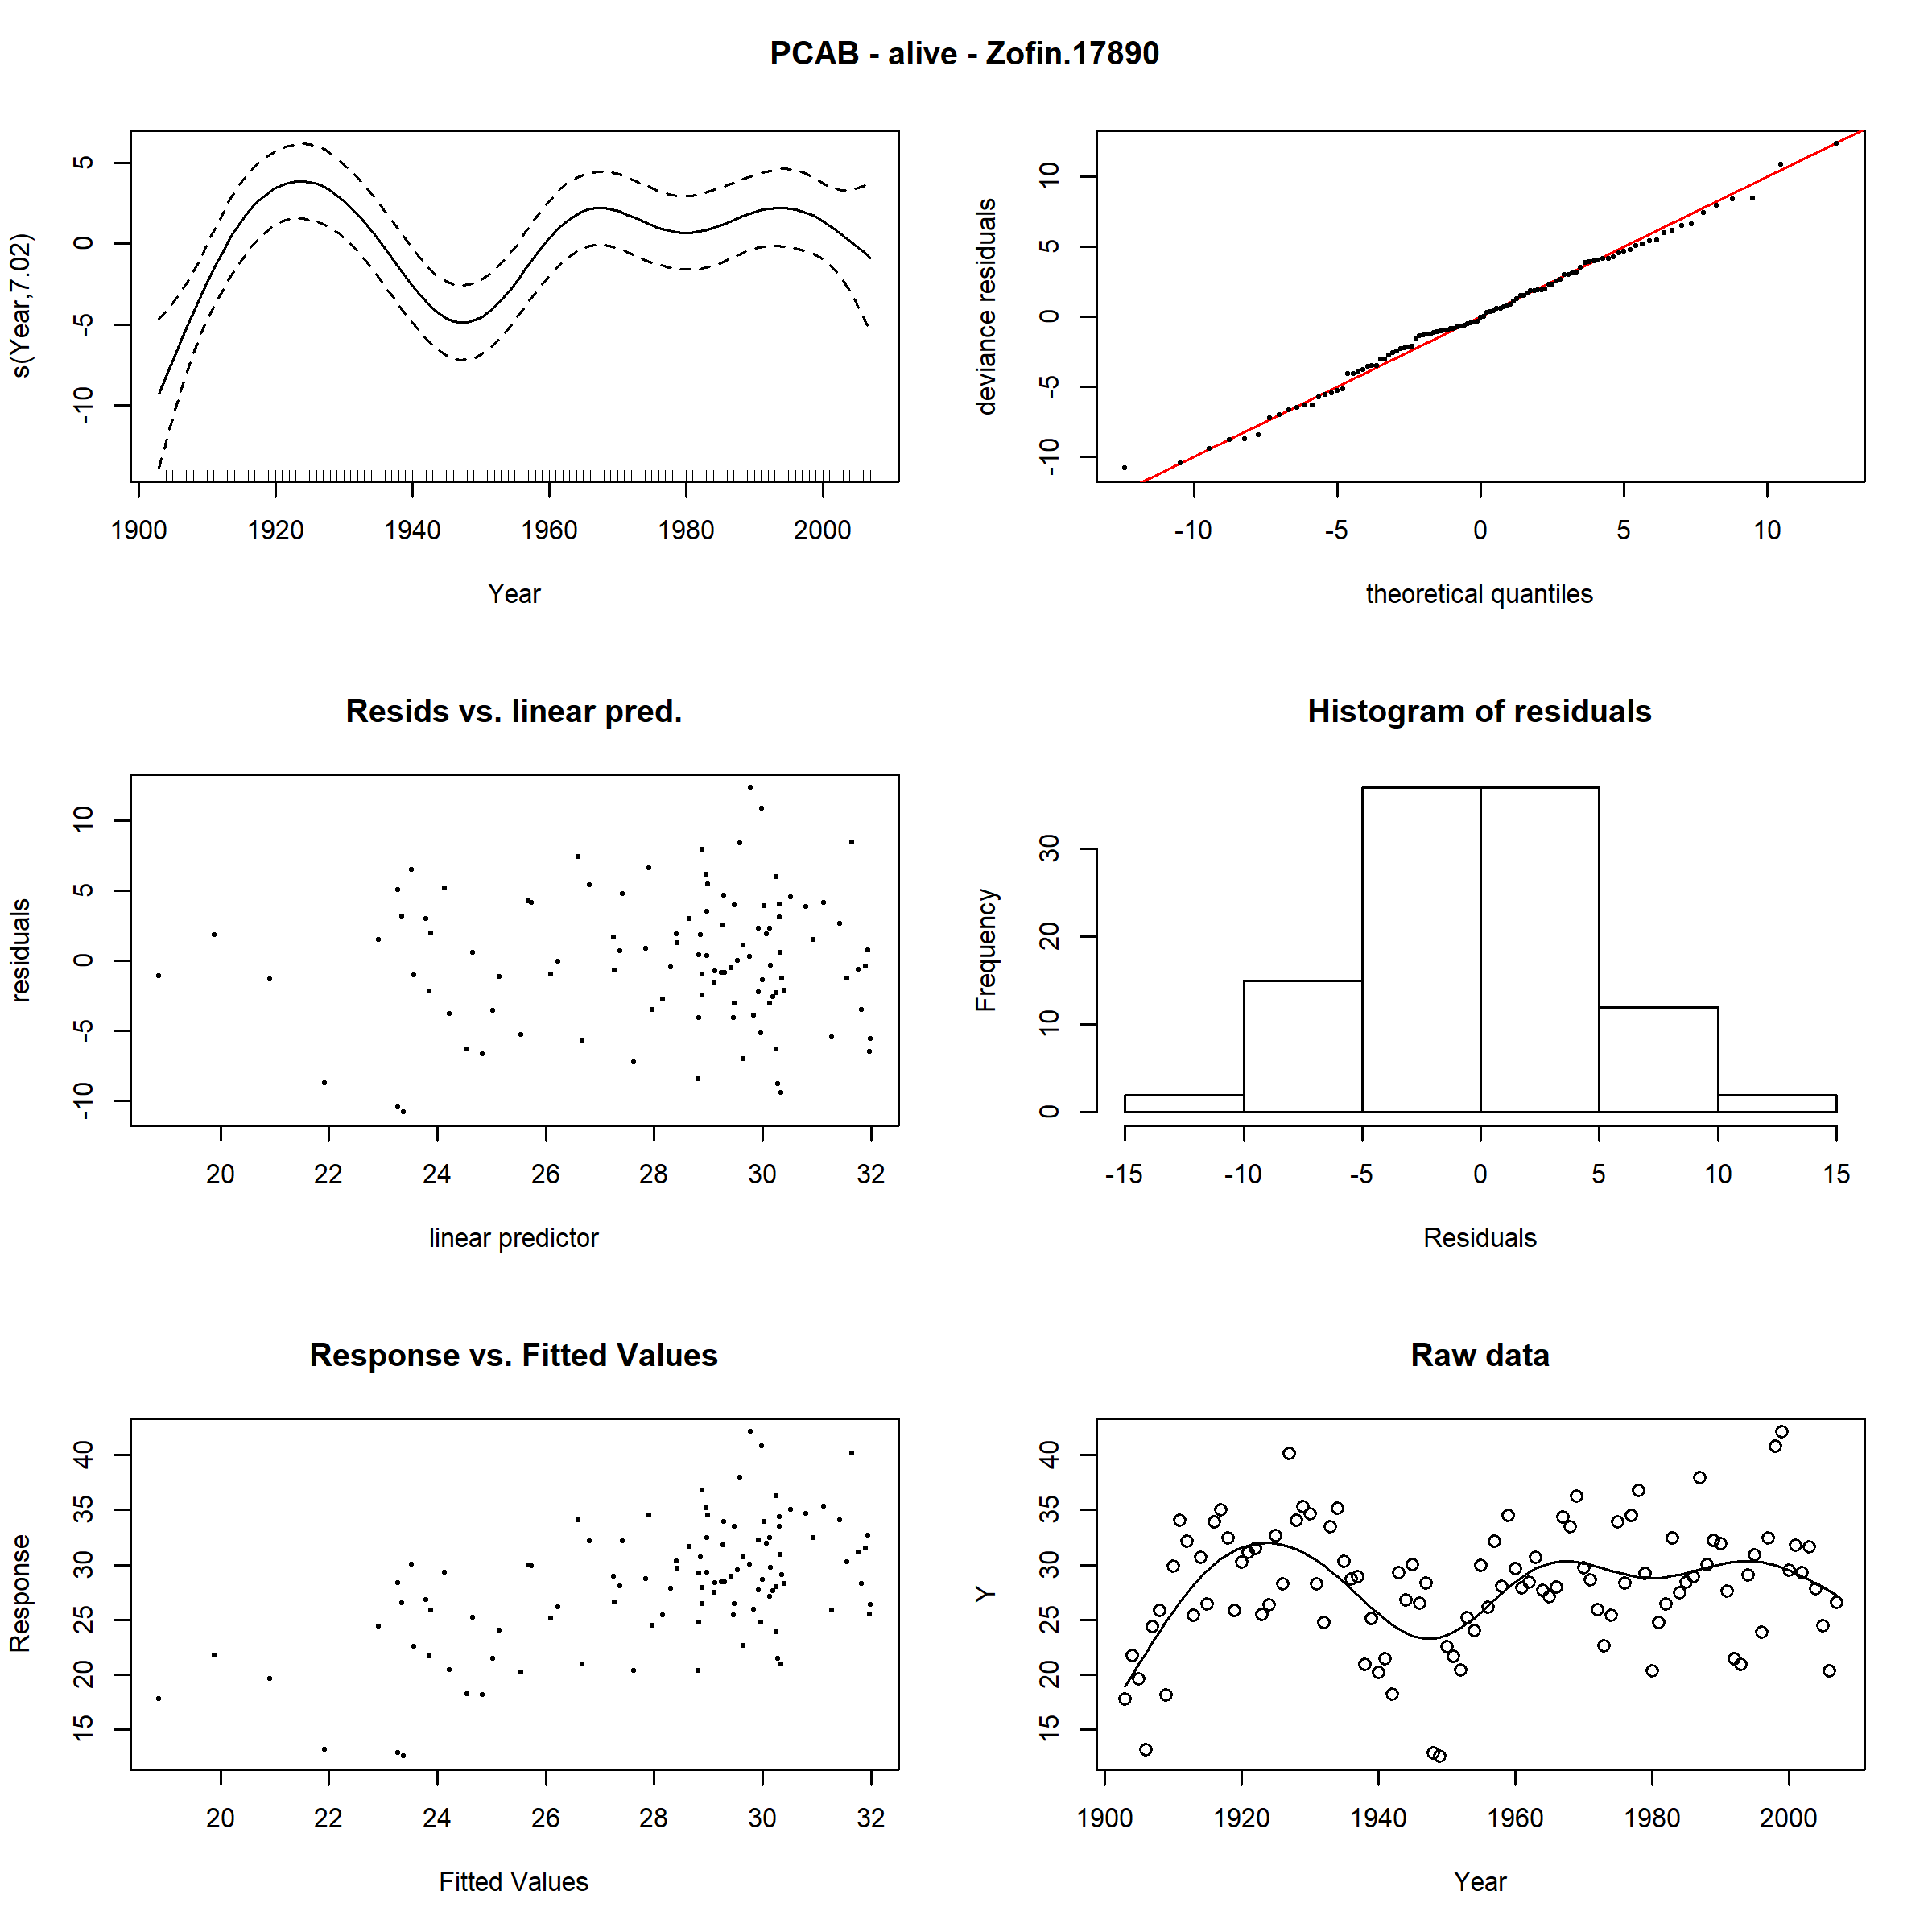 PCAB - alive - Zofin.17890
s(Year,7.02)
5
0
-5
-10
1900 1920 1940 1960 1980 2000
Year
deviance residuals
10
5
0
-5
-10
-10 -5 0 5 10
theoretical quantiles
Resids vs. linear pred.
residuals
10
5
0
-5
-10
20 22 24 26 28 30 32
linear predictor
Histogram of residuals
Frequency
30
20
10
0
-15 -10 -5 0 5 10 15
Residuals
Response vs. Fitted Values
Response
40
35
30
25
20
15
20 22 24 26 28 30 32
Fitted Values
Raw data
Y
40
35
30
25
20
15
1900 1920 1940 1960 1980 2000
Year